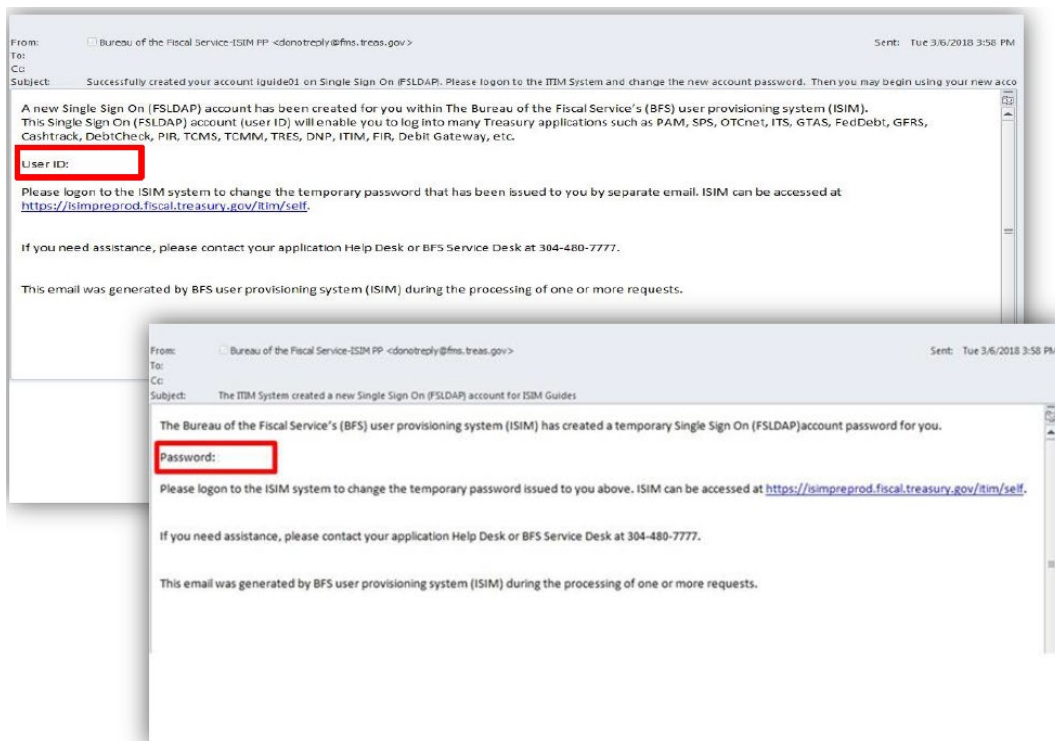 From: Bureau of the Fiscal Service-ISIM PP <donotreply@fms.treas.gov> Sent: Tue 3/6/2018 3:58 PM
To:
Cc:
Subject: Successfully created your account iguide01 on Single Sign On (FSLDAP). Please logon to the ITIM System and change the new account password. Then you may begin using your new acco
A new Single Sign On (FSLDAP) account has been created for you within The Bureau of the Fiscal Service's (BFS) user provisioning system (ISIM).
This Single Sign On (FSLDAP) account (user ID) will enable you to log into many Treasury applications such as PAM, SPS, OTCnet, ITS, GTAS, FedDebt, GFRS,
Cashtrack, DebtCheck, PIR, TCMS, TCMM, TRES, DNP, ITIM, FIR, Debit Gateway, etc.
User ID:
Please logon to the ISIM system to change the temporary password that has been issued to you by separate email. ISIM can be accessed at
https://isimpreprod.fiscal.treasury.gov/itim/self.
If you need assistance, please contact your application Help Desk or BFS Service Desk at 304-480-7777.
This email was generated by BFS user provisioning system (ISIM) during the processing of one or more requests.
From: Bureau of the Fiscal Service-ISIM PP <donotreply@fms.treas.gov> Sent: Tue 3/6/2018 3:58 PM
To:
Cc:
Subject: The ITIM System created a new Single Sign On (FSLDAP) account for ISIM Guides
The Bureau of the Fiscal Service's (BFS) user provisioning system (ISIM) has created a temporary Single Sign On (FSLDAP)account password for you.
Password:
Please logon to the ISIM system to change the temporary password issued to you above. ISIM can be accessed at https://isimpreprod.fiscal.treasury.gov/itim/self.
If you need assistance, please contact your application Help Desk or BFS Service Desk at 304-480-7777.
This email was generated by BFS user provisioning system (ISIM) during the processing of one or more requests.